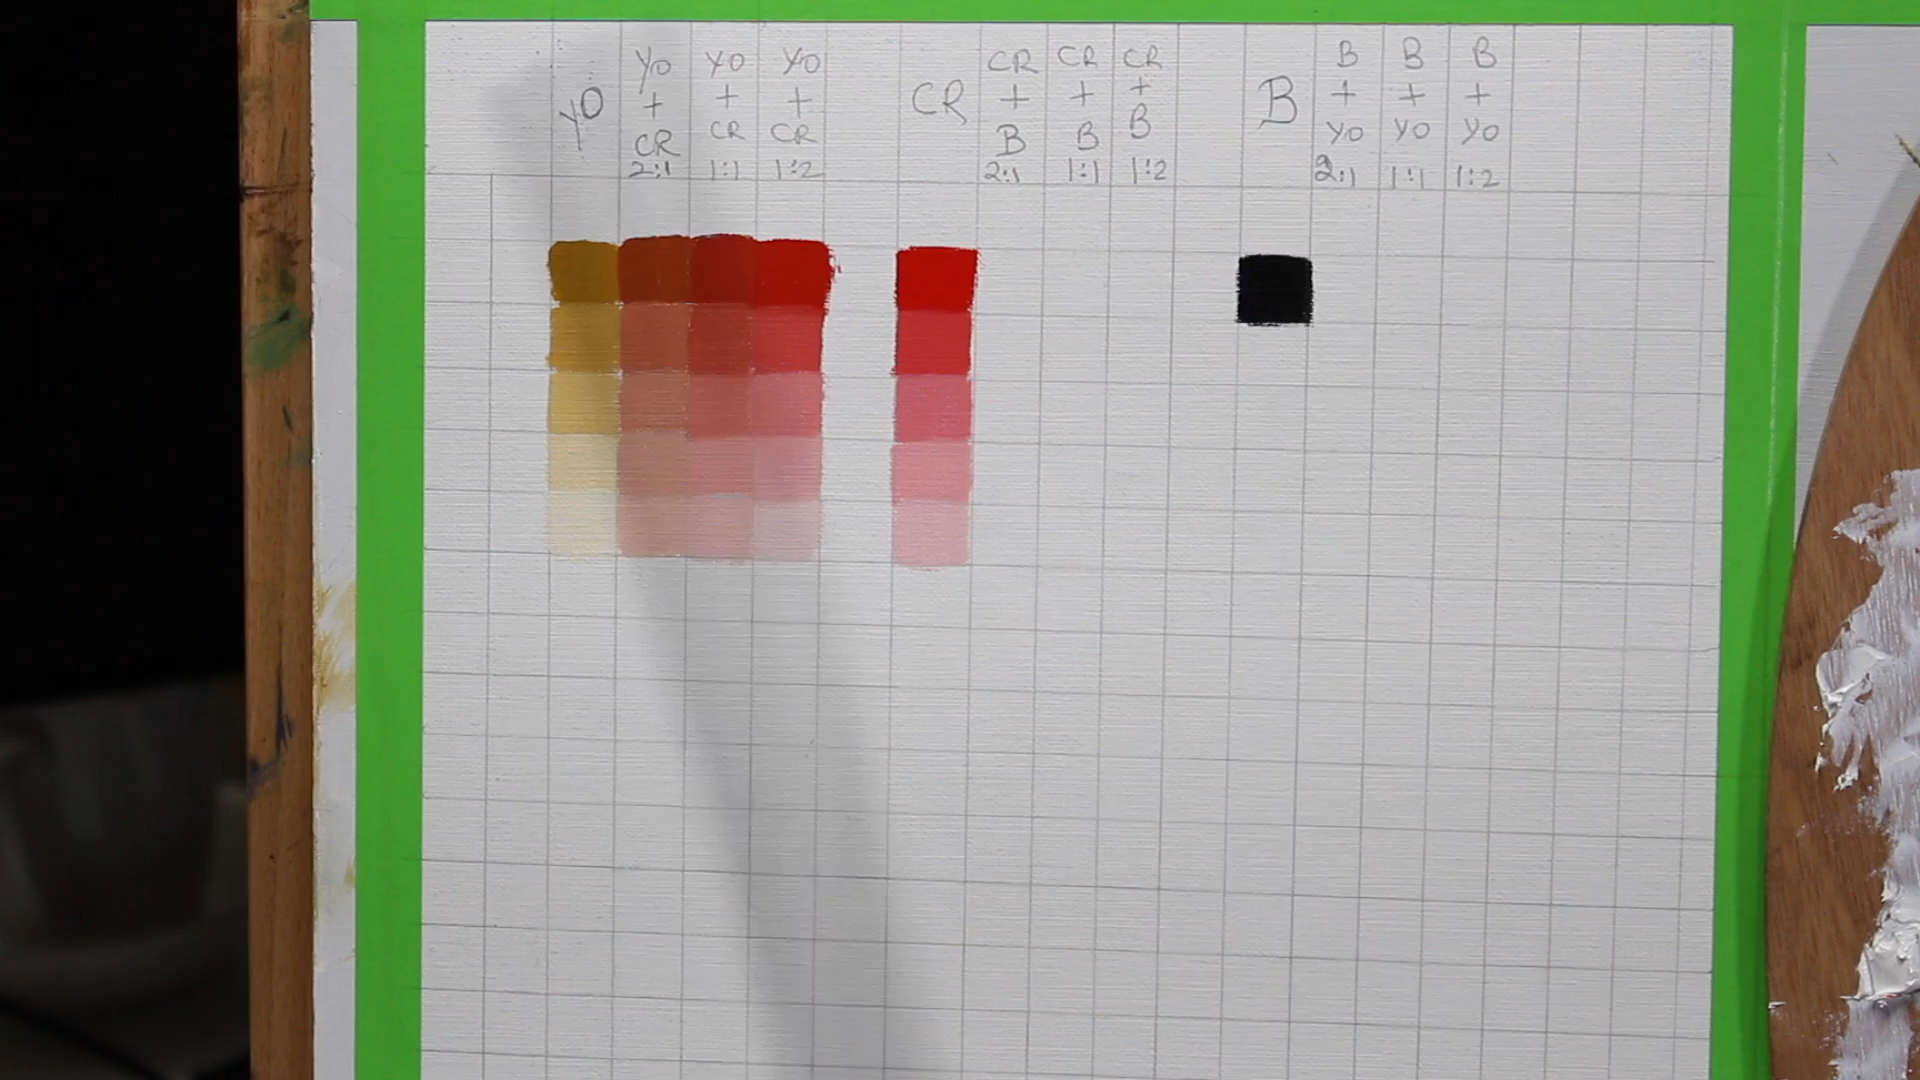 YO
YO + CR 2:1
YO + CR 1:1
YO + CR 1:2
CR
CR + B 2:1
CR + B 1:1
CR + B 1:2
B
B + YO 2:1
B + YO 1:1
B + YO 1:2